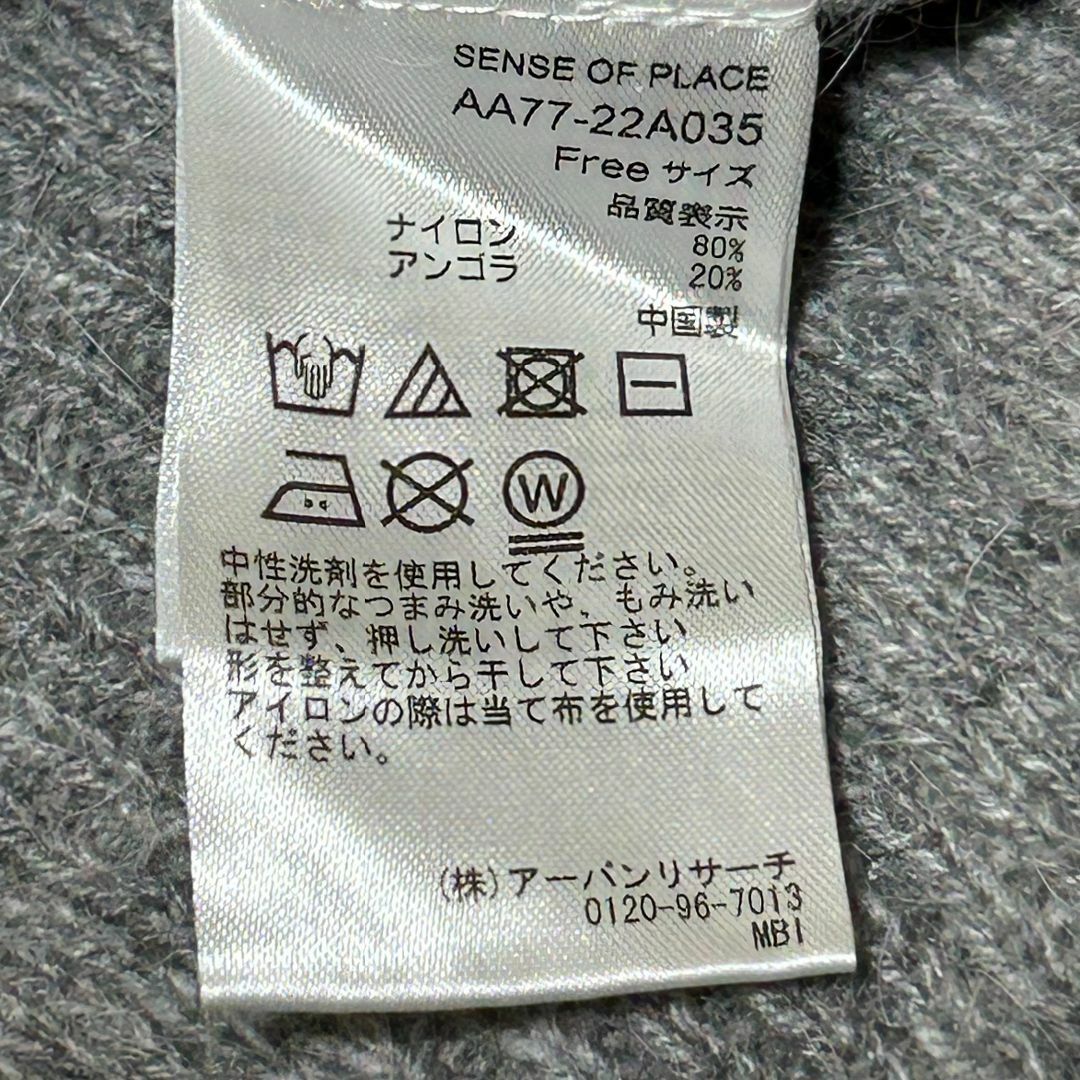 SENSE OF PLACE
AA77-22A035
Free サイズ
品質表示
ナイロン 80%
アンゴラ 20%
中国製
W
中性洗剤を使用してください。
部分的なつまみ洗いや、もみ洗い
はせず、押し洗いして下さい
形を整えてから干して下さい
アイロンの際は当て布を使用して
ください。
(株)アーバンリサーチ
0120-96-7013
MB1